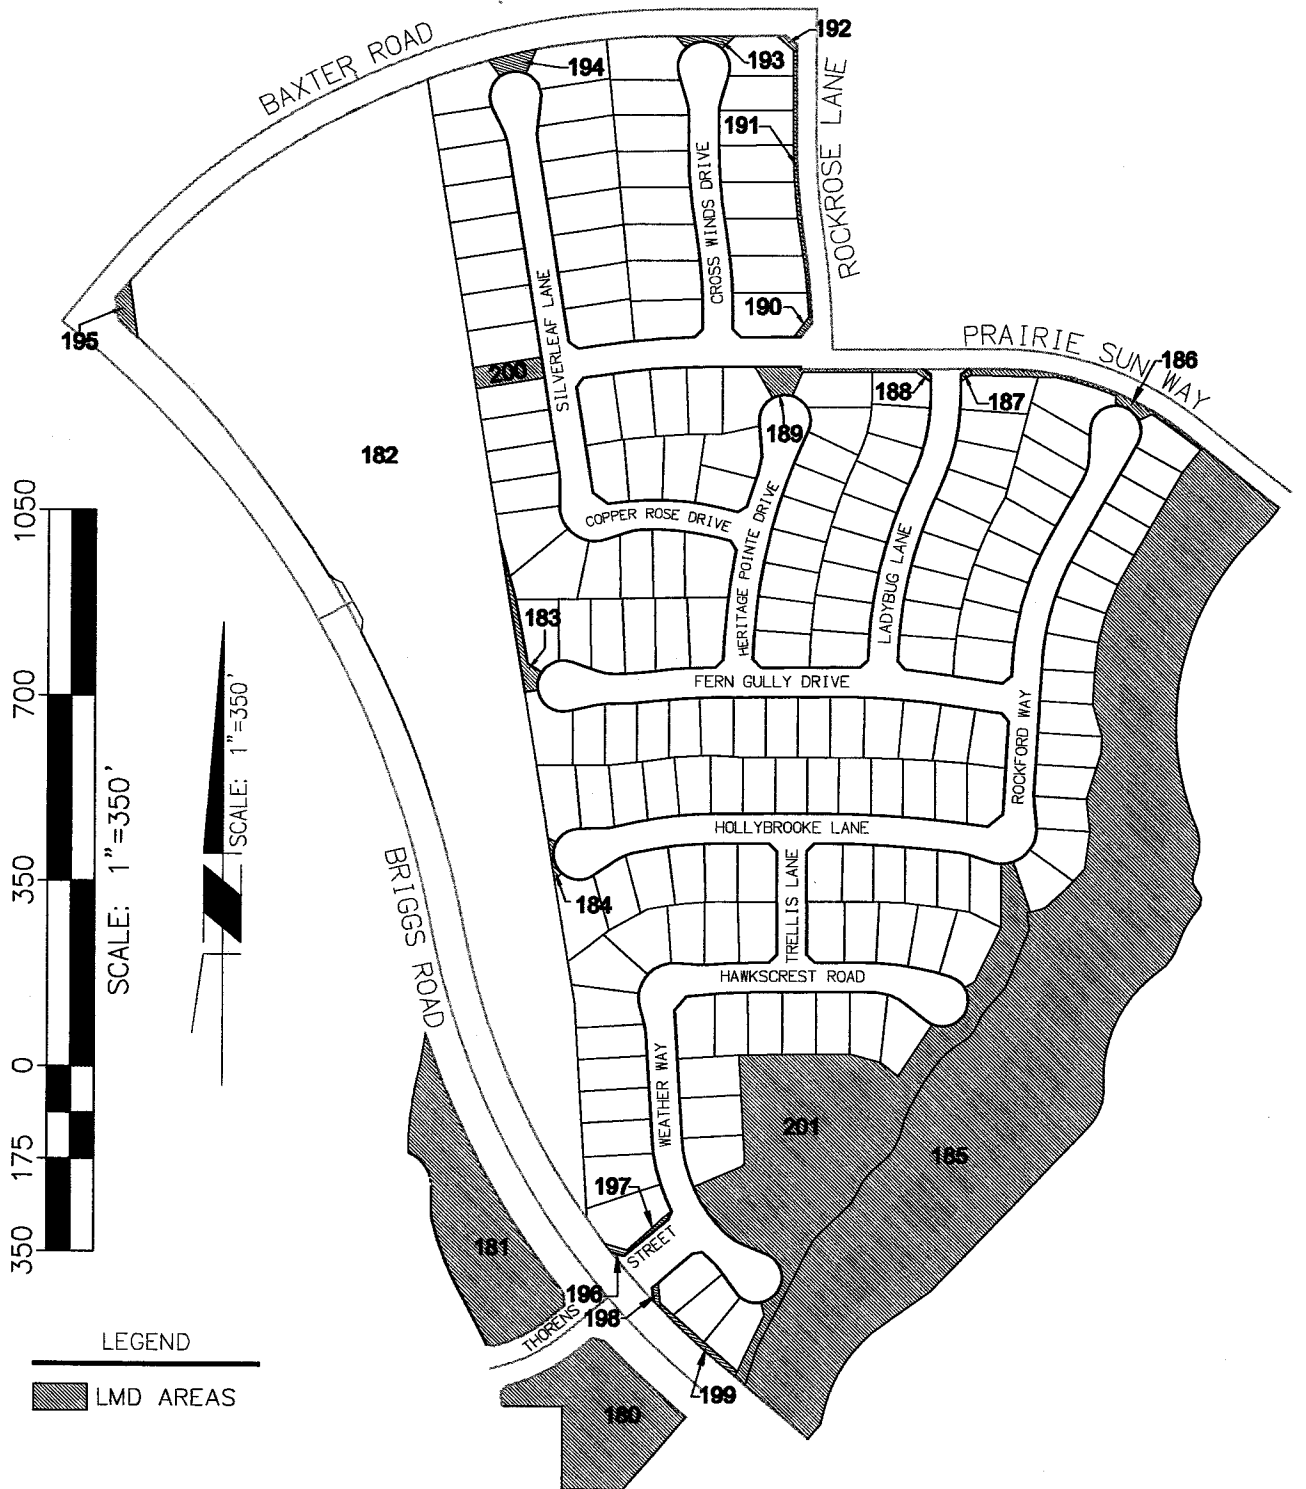 BAXTER ROAD
192
193
194
ROCKROSE LANE
191
CROSS WINDS DRIVE
SILVERLEAF LANE
190
195
PRAIRIE SUN WAY
186
200
188
187
189
182
COPPER ROSE DRIVE
HERITAGE POINTE DRIVE
LADYBUG LANE
183
FERN GULLY DRIVE
ROCKFORD WAY
HOLLYBROOKE LANE
184
TRELLIS LANE
HAWKSCREST ROAD
BRIGGS ROAD
WEATHER WAY
201
185
197
181
STREET
196
198
THORENS
199
180
1050
700
350
0
175
350
SCALE: 1"=350'
SCALE: 1"=350'
LEGEND
LMD AREAS